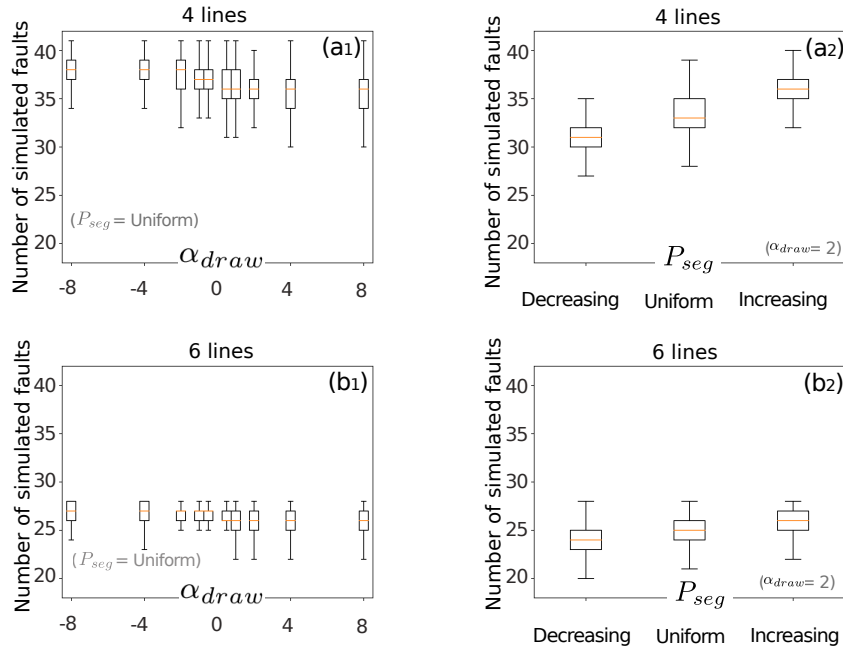 4 lines
(a1)
Number of simulated faults
40
35
30
25
20
(P_seg = Uniform)
α_draw
-8 -4 0 4 8
4 lines
(a2)
Number of simulated faults
40
35
30
25
20
(α_draw = 2)
P_seg
Decreasing Uniform Increasing
6 lines
(b1)
Number of simulated faults
40
35
30
25
20
(P_seg = Uniform)
α_draw
-8 -4 0 4 8
6 lines
(b2)
Number of simulated faults
40
35
30
25
20
(α_draw = 2)
P_seg
Decreasing Uniform Increasing